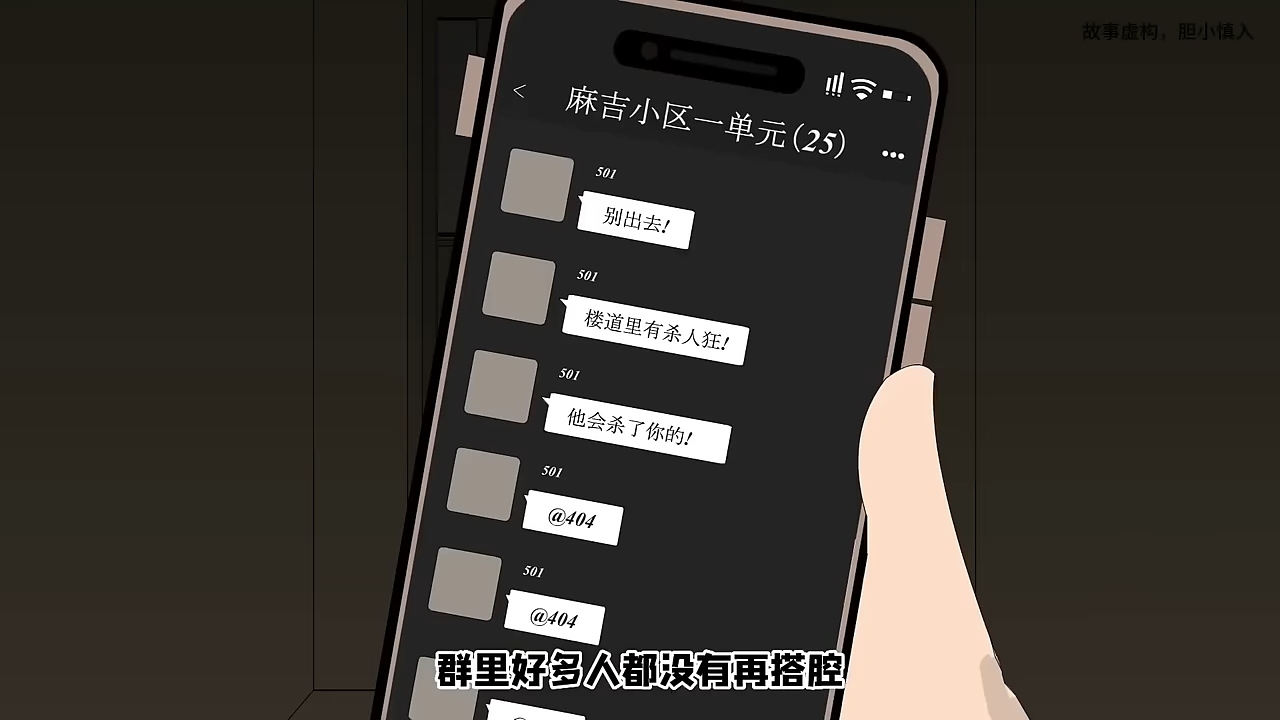 故事虚构，胆小慎入
<
麻吉小区一单元(25)
501
别出去!
501
楼道里有杀人狂!
501
他会杀了你的!
501
@404
501
@404
群里好多人都没有再搭腔